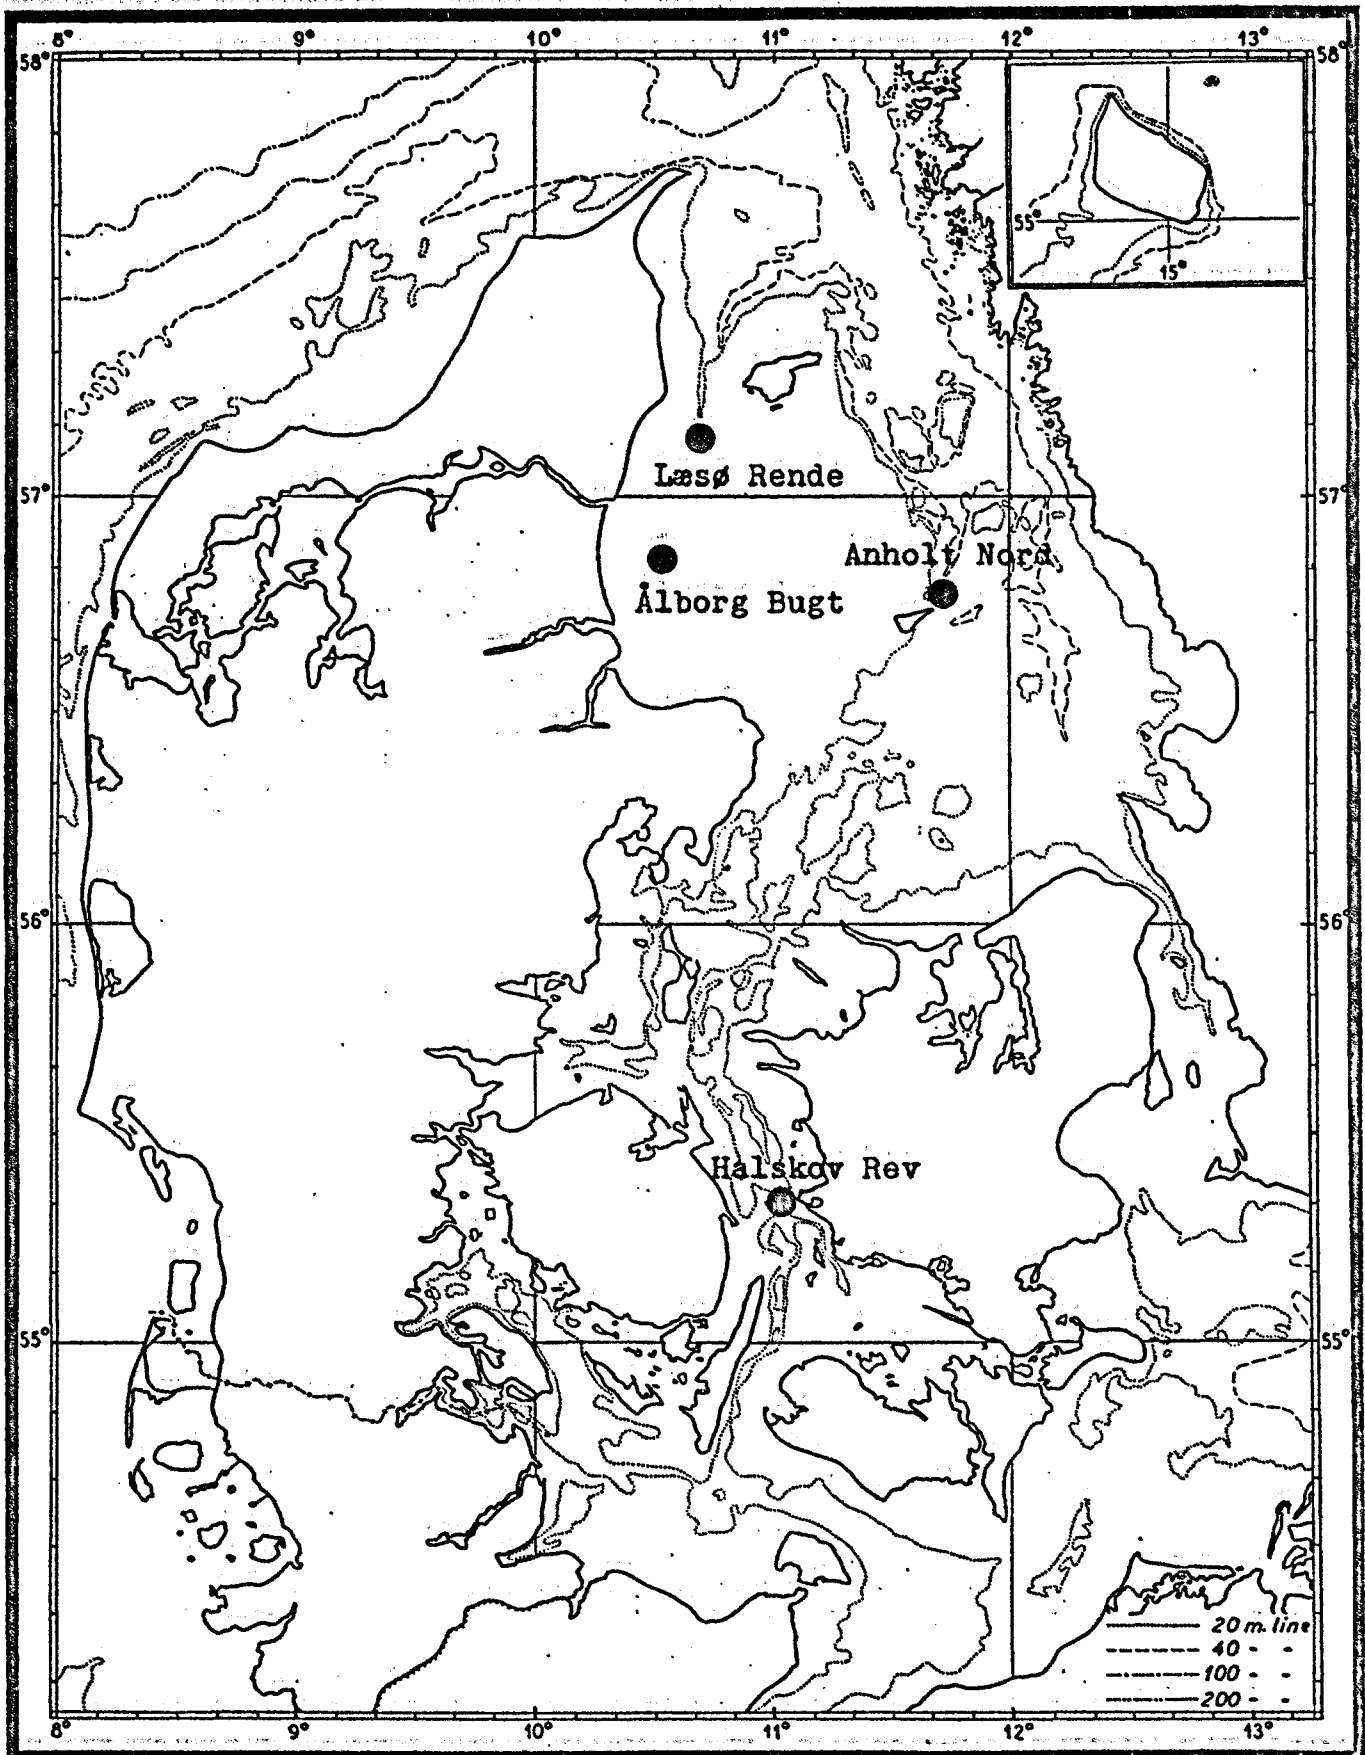 8° 9° 10° 11° 12° 13°
58° 58°
55°
15°
Læsø Rende
57° 57°
Anholt Nord
Ålborg Bugt
56° 56°
Halskov Rev
55° 55°
20 m. line
40 - -
100 - -
200 - -
8° 9° 10° 11° 12° 13°